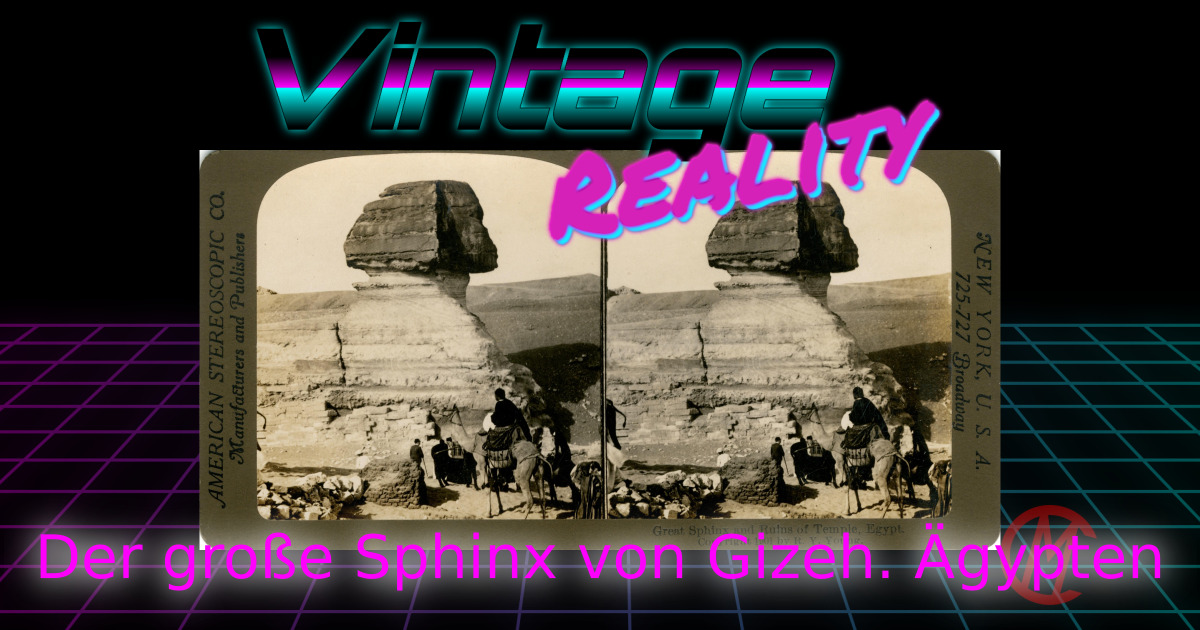 Vintage
REALITY
AMERICAN STEREOSCOPIC CO.
Manufacturers and Publishers
NEW YORK, U. S. A.
725-727 Broadway
Great Sphinx and Ruins of Temple, Egypt.
Copyright by R. Y. Young.
Der große Sphinx von Gizeh. Ägypten